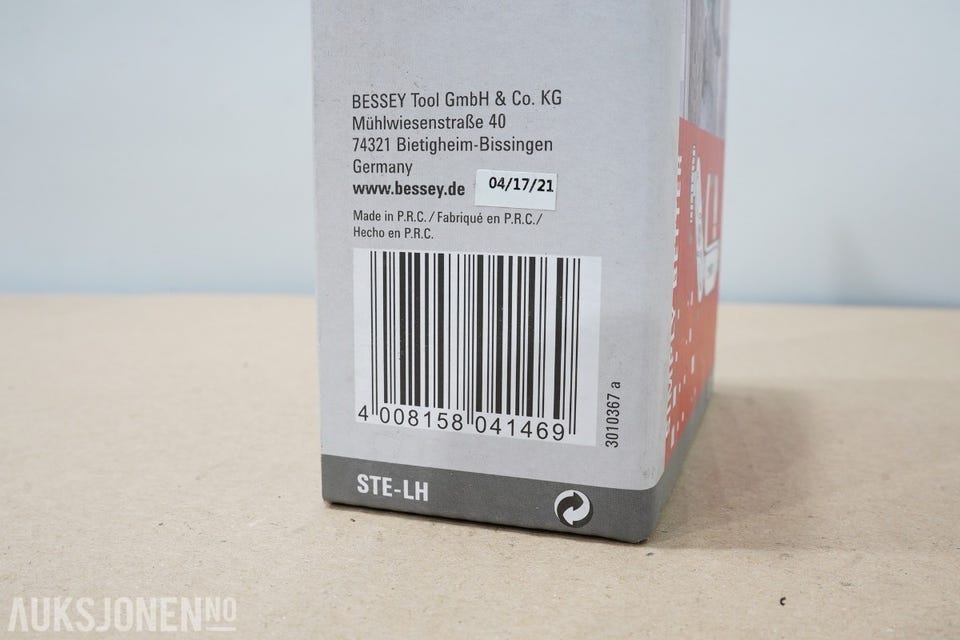 BESSEY Tool GmbH & Co. KG
Mühlwiesenstraße 40
74321 Bietigheim-Bissingen
Germany
www.bessey.de
04/17/21
Made in P.R.C. / Fabriqué en P.R.C. /
Hecho en P.R.C.
4 008158 041469
3010367 a
STE-LH
AUKSJONEN NO